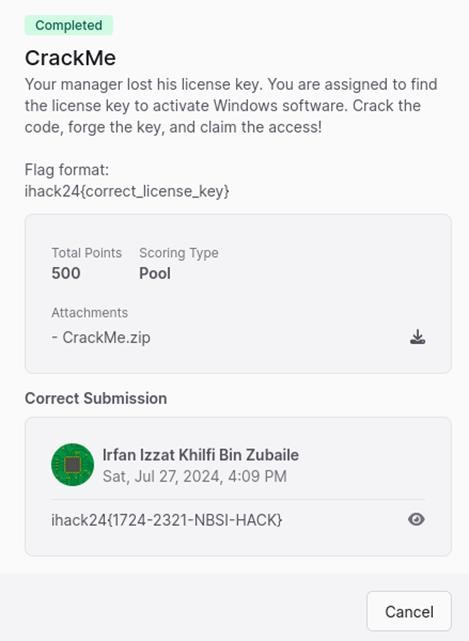 Completed
CrackMe
Your manager lost his license key. You are assigned to find
the license key to activate Windows software. Crack the
code, forge the key, and claim the access!
Flag format:
ihack24{correct_license_key}
Total Points Scoring Type
500 Pool
Attachments
- CrackMe.zip
Correct Submission
Irfan Izzat Khilfi Bin Zubaile
Sat, Jul 27, 2024, 4:09 PM
ihack24{1724-2321-NBSI-HACK}
Cancel